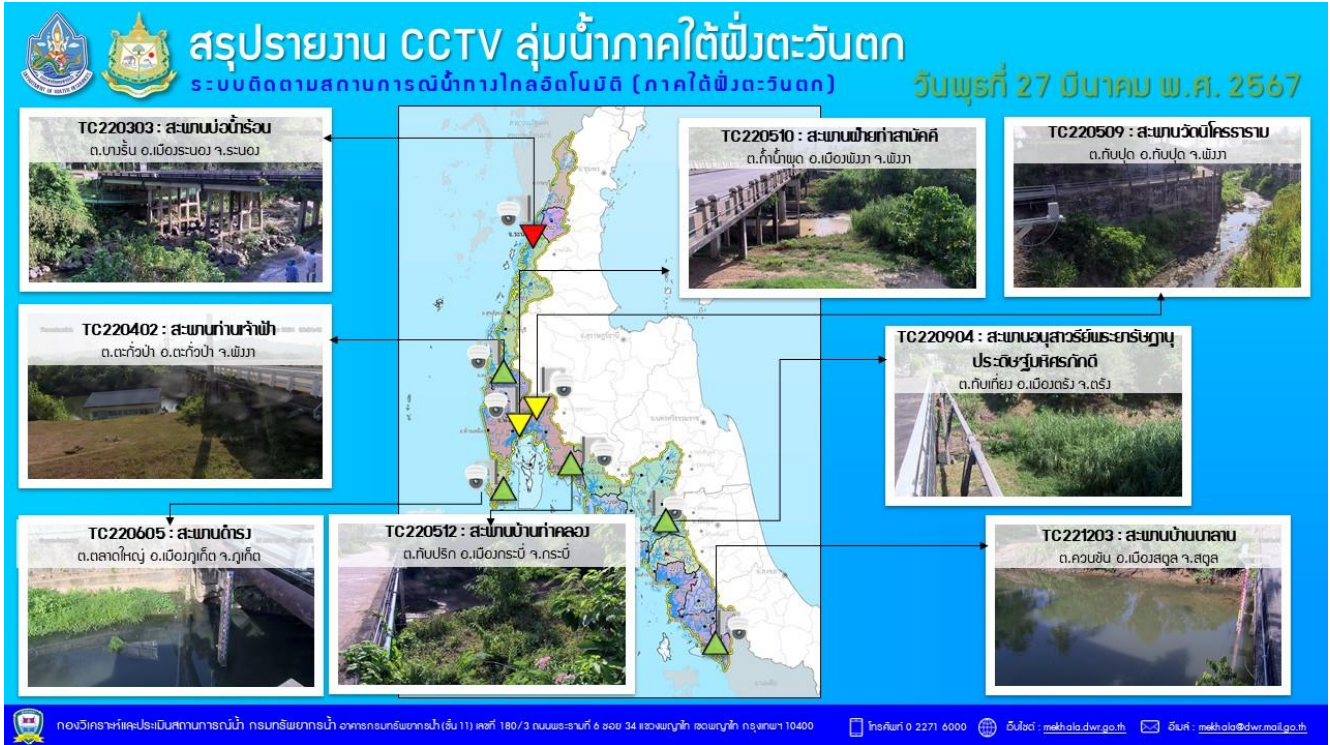 สรุปรายงาน CCTV ลุ่มน้ำภาคใต้ฝั่งตะวันตก
ระบบติดตามสถานการณ์น้ำทางไกลอัตโนมัติ (ภาคใต้ฝั่งตะวันตก)
วันพุธที่ 27 มีนาคม พ.ศ. 2567
TC220303 : สะพานบ่อน้ำร้อน
ต.บางริ้น อ.เมืองระนอง จ.ระนอง
TC220510 : สะพานฝ่ายท่าสามัคคี
ต.ถ้ำน้ำผุด อ.เมืองพังงา จ.พังงา
TC220509 : สะพานวัดนิโครธาราม
ต.ทับปุด อ.ทับปุด จ.พังงา
TC220402 : สะพานท่านเจ้าฟ้า
ต.ตะกั่วป่า อ.ตะกั่วป่า จ.พังงา
TC220904 : สะพานอนุสาวรีย์พระยารัษฎานุ
ประดิษฐ์มหิศรภักดี
ต.ทับเที่ยง อ.เมืองตรัง จ.ตรัง
TC220605 : สะพานดำรง
ต.ตลาดใหญ่ อ.เมืองภูเก็ต จ.ภูเก็ต
TC220512 : สะพานบ้านท่าคลอง
ต.ทับปริก อ.เมืองกระบี่ จ.กระบี่
TC221203 : สะพานบ้านนาลาน
ต.ควนขัน อ.เมืองสตูล จ.สตูล
กองวิเคราะห์และประเมินสถานการณ์น้ำ กรมทรัพยากรน้ำ อาคารกรมทรัพยากรน้ำ (ชั้น 11) เลขที่ 180/3 ถนนพระรามที่ 6 ซอย 34 แขวงพญาไท เขตพญาไท กรุงเทพฯ 10400
โทรศัพท์ 0 2271 6000
เว็บไซต์ : mekhala.dwr.go.th
อีเมล์ : mekhala@dwr.mail.go.th